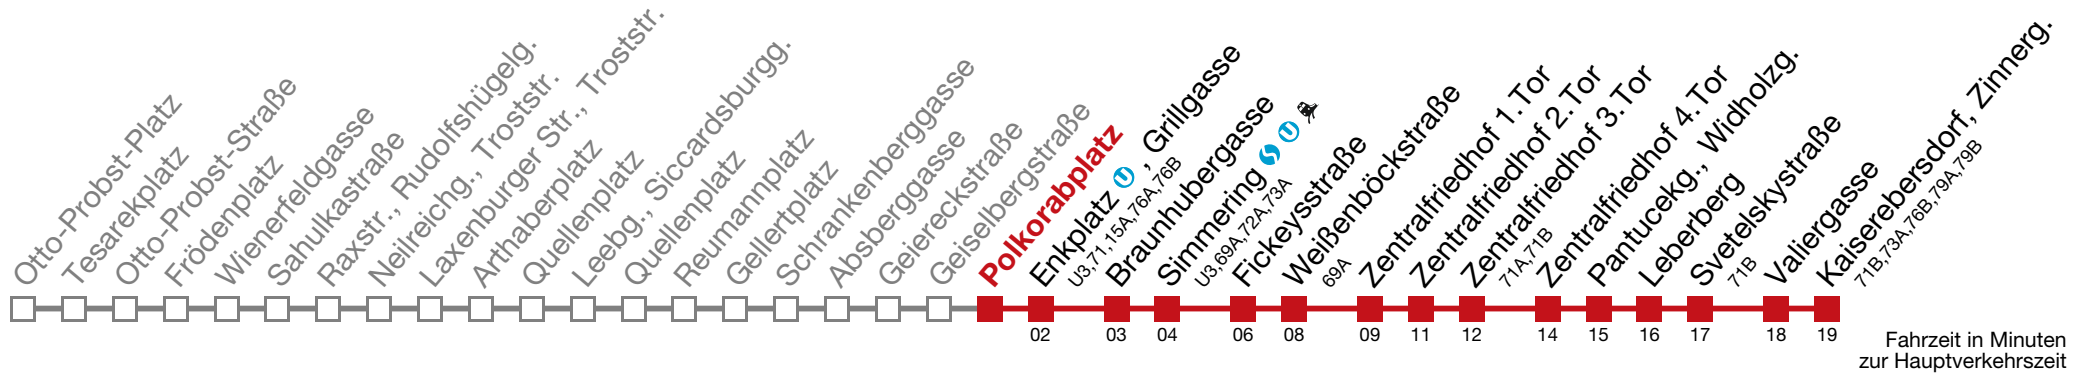 Otto-Probst-Platz
Tesarekplatz
Otto-Probst-Straße
Frödenplatz
Wienerfeldgasse
Sahulkastraße
Raxstr., Rudolfshügelg.
Neilreichg., Troststr.
Laxenburger Str., Troststr.
Arthaberplatz
Quellenplatz
Leebg., Siccardsburgg.
Quellenplatz
Reumannplatz
Gellertplatz
Schrankenberggasse
Absberggasse
Geiereckstraße
Geiselbergstraße
Polkorabplatz
Enkplatz U, Grillgasse
U3,71,15A,76A,76B
Braunhubergasse
Simmering S U
U3,69A,72A,73A
Fickeysstraße
Weißenböckstraße
69A
Zentralfriedhof 1.Tor
Zentralfriedhof 2.Tor
Zentralfriedhof 3.Tor
71A,71B
Zentralfriedhof 4.Tor
Pantucekg., Widholzg.
Leberberg
Svetelskystraße
71B
Valiergasse
Kaiserebersdorf, Zinnerg.
71B,73A,76B,79A,79B
02 03 04 06 08 09 11 12 14 15 16 17 18 19
Fahrzeit in Minuten
zur Hauptverkehrszeit